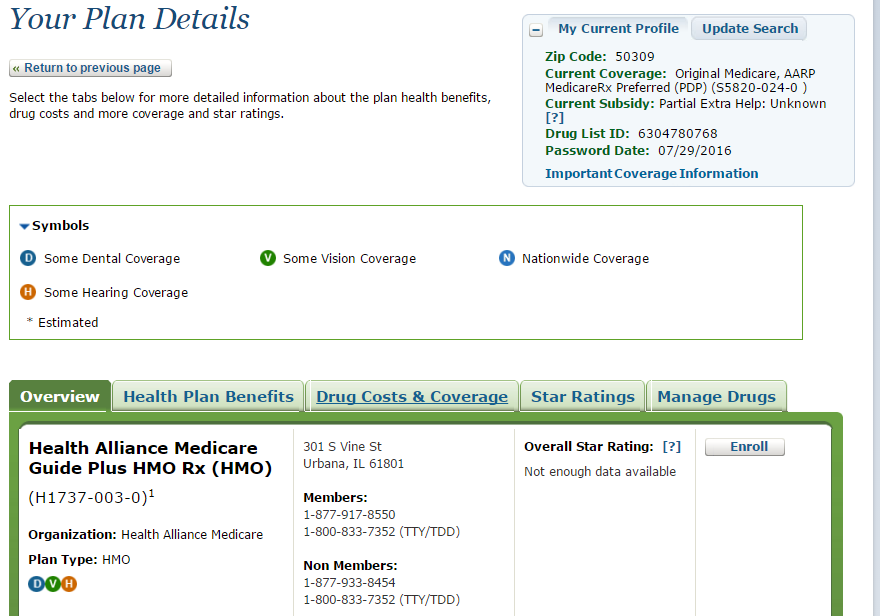 Your Plan Details
« Return to previous page
Select the tabs below for more detailed information about the plan health benefits,
drug costs and more coverage and star ratings.
− My Current Profile Update Search
Zip Code: 50309
Current Coverage: Original Medicare, AARP
MedicareRx Preferred (PDP) (S5820-024-0 )
Current Subsidy: Partial Extra Help: Unknown
[?]
Drug List ID: 6304780768
Password Date: 07/29/2016
Important Coverage Information
Symbols
D Some Dental Coverage
V Some Vision Coverage
N Nationwide Coverage
H Some Hearing Coverage
* Estimated
Overview
Health Plan Benefits
Drug Costs & Coverage
Star Ratings
Manage Drugs
Health Alliance Medicare
Guide Plus HMO Rx (HMO)
(H1737-003-0)1
Organization: Health Alliance Medicare
Plan Type: HMO
D V H
301 S Vine St
Urbana, IL 61801
Members:
1-877-917-8550
1-800-833-7352 (TTY/TDD)
Non Members:
1-877-933-8454
1-800-833-7352 (TTY/TDD)
Overall Star Rating: [?]
Not enough data available
Enroll